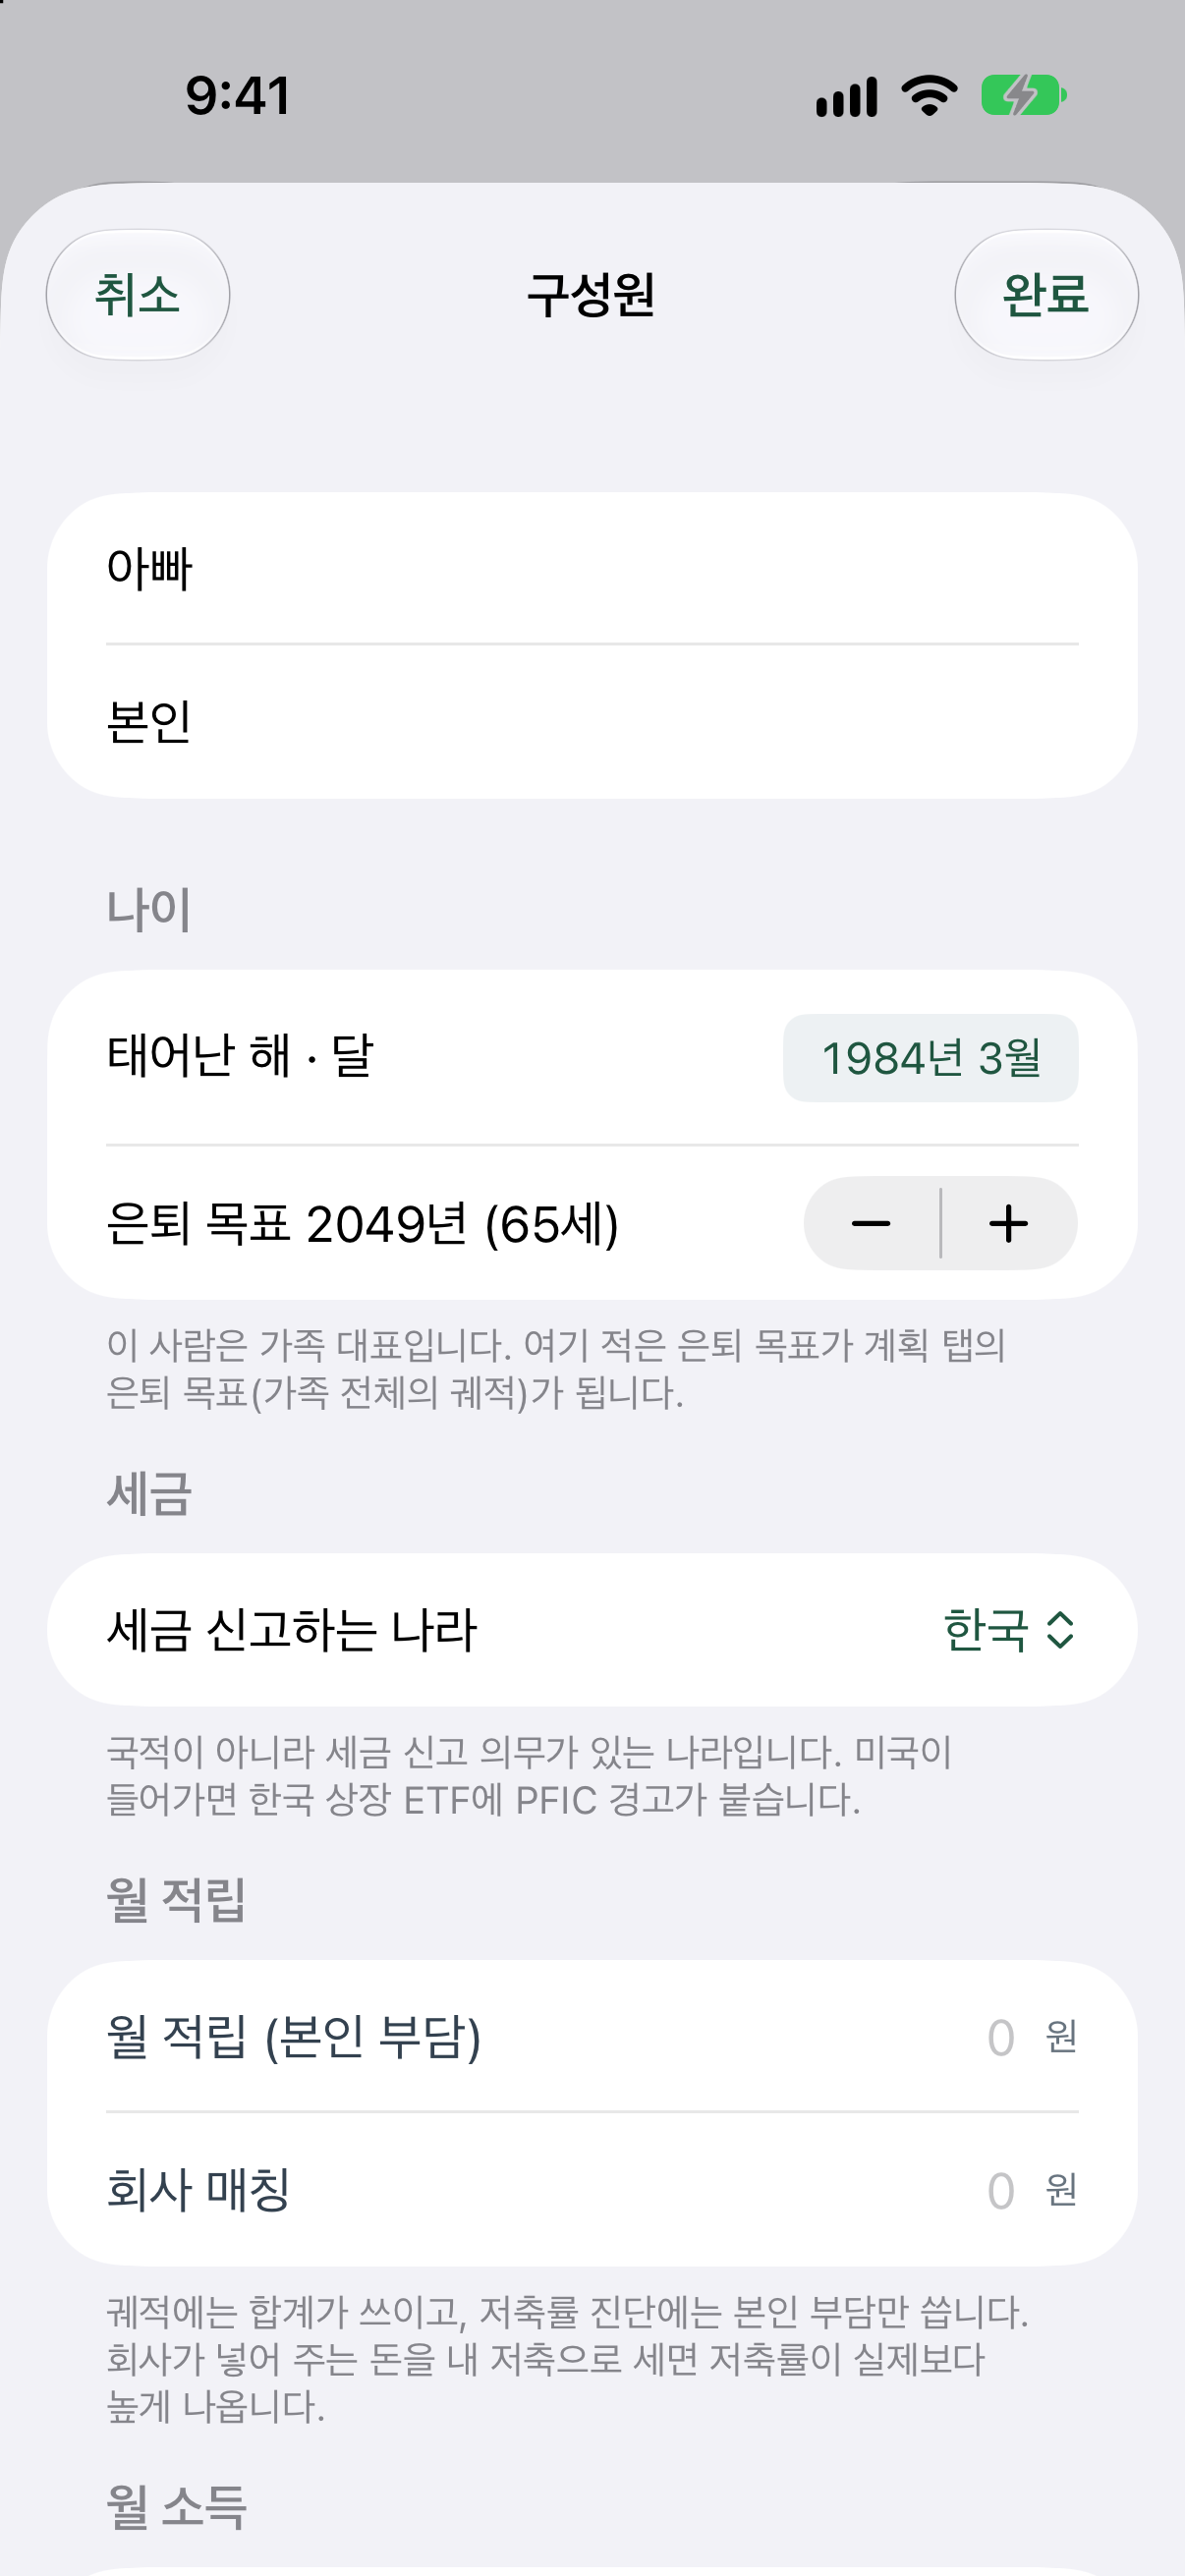 9:41
취소
구성원
완료
아빠
본인
나이
태어난 해 · 달
1984년 3월
은퇴 목표 2049년 (65세)
이 사람은 가족 대표입니다. 여기 적은 은퇴 목표가 계획 탭의
은퇴 목표(가족 전체의 궤적)가 됩니다.
세금
세금 신고하는 나라
한국
국적이 아니라 세금 신고 의무가 있는 나라입니다. 미국이
들어가면 한국 상장 ETF에 PFIC 경고가 붙습니다.
월 적립
월 적립 (본인 부담)
0 원
회사 매칭
0 원
궤적에는 합계가 쓰이고, 저축률 진단에는 본인 부담만 씁니다.
회사가 넣어 주는 돈을 내 저축으로 세면 저축률이 실제보다
높게 나옵니다.
월 소득